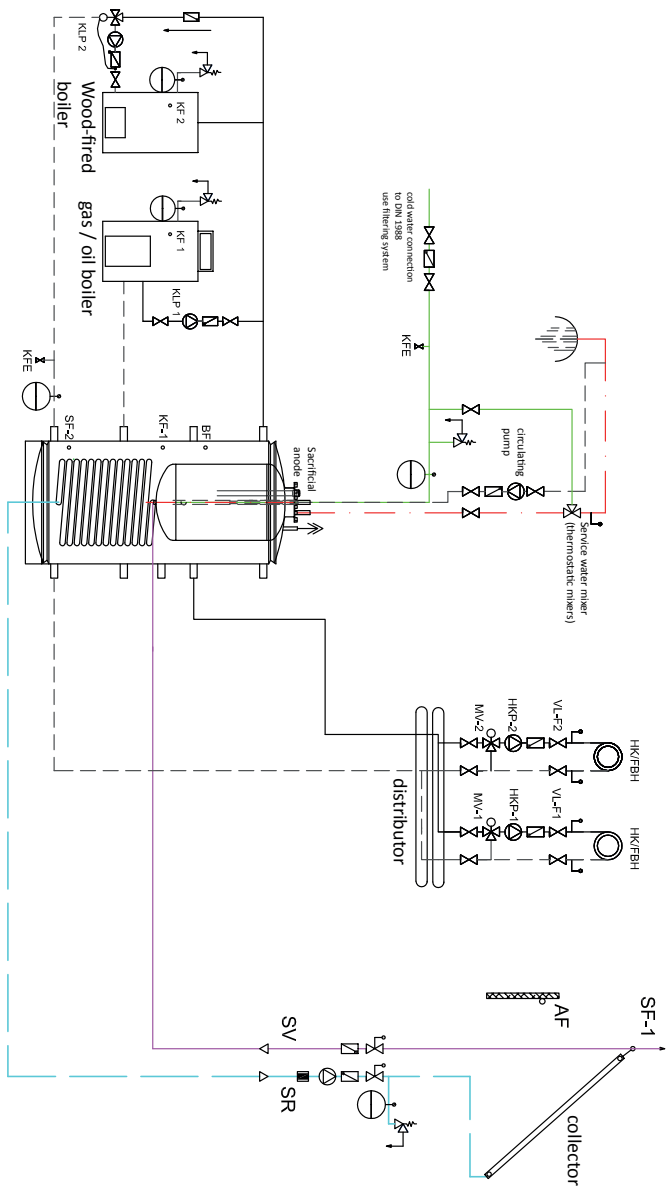 KLP 2
KF 2
Wood-fired
boiler
KF 1
gas / oil boiler
KLP 1
cold water connection
to DIN 1988
use filtering system
KFE
circulating
pump
Service water mixer
(thermostatic mixers)
KFE
SF-2
KF-1
BF
Sacrificial
anode
HK/FBH
VL-F2
HKP-2
MV-2
HK/FBH
VL-F1
HKP-1
MV-1
distributor
AF
SF-1
collector
SV
SR